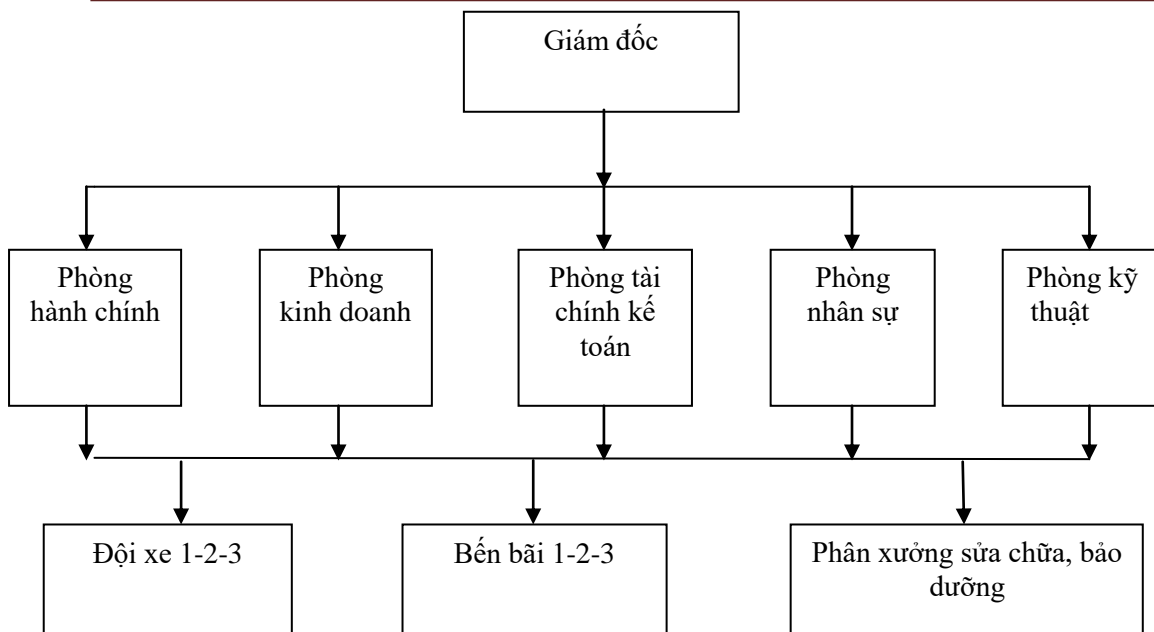 Giám đốc
Phòng
hành chính
Phòng
kinh doanh
Phòng tài
chính kế
toán
Phòng
nhân sự
Phòng kỹ
thuật
Đội xe 1-2-3
Bến bãi 1-2-3
Phân xưởng sửa chữa, bảo
dưỡng